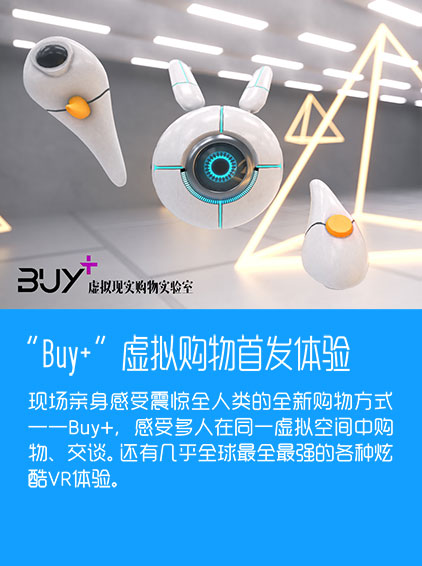 BUY+ 虚拟现实购物实验室
“Buy+”虚拟购物首发体验
现场亲身感受震惊全人类的全新购物方式
——Buy+，感受多人在同一虚拟空间中购
物、交谈。还有几乎全球最全最强的各种炫
酷VR体验。